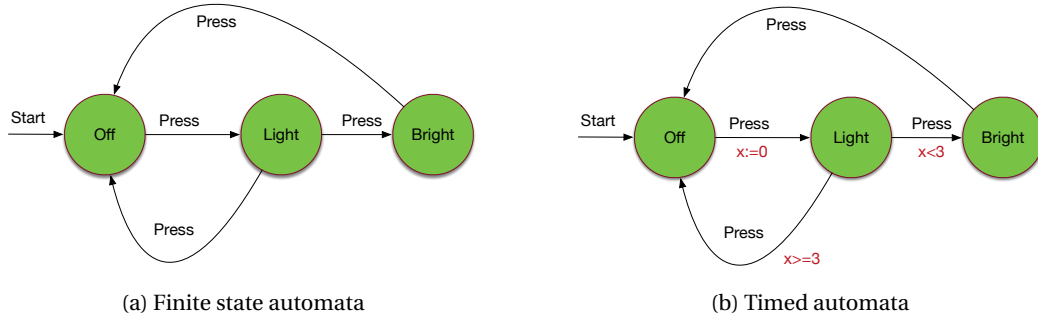 Press
Start
Off
Press
Light
Press
Bright
Press
(a) Finite state automata
Press
Start
Off
Press
x:=0
Light
Press
x<3
Bright
Press
x>=3
(b) Timed automata